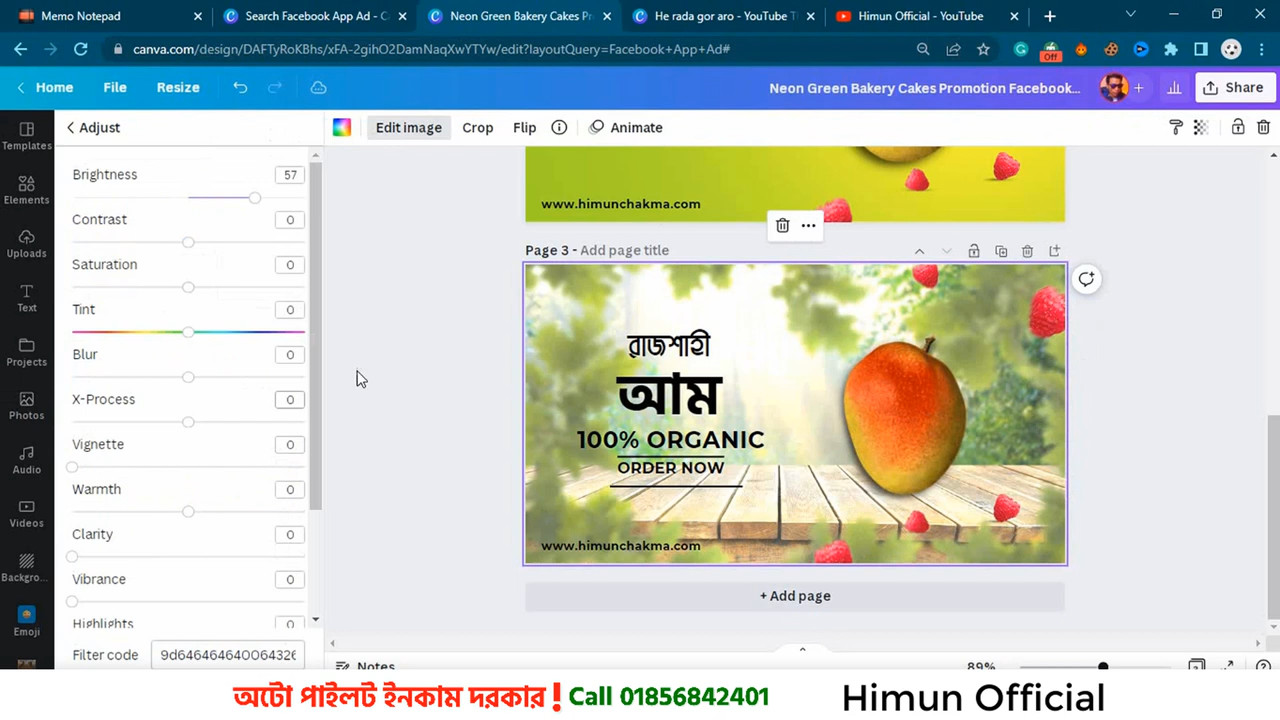 Memo Notepad
Search Facebook App Ad - C
Neon Green Bakery Cakes Pr
He rada gor aro - YouTube T
Himun Official - YouTube
canva.com/design/DAFTyRoKBhs/xFA-2gihO2DamNaqXwYTYw/edit?layoutQuery=Facebook+App+Ad#
Off
Home
File
Resize
Neon Green Bakery Cakes Promotion Facebook...
Share
Adjust
Edit image
Crop
Flip
Animate
Templates
Elements
Uploads
Text
Projects
Photos
Audio
Videos
Backgro...
Emoji
Brightness 57
Contrast 0
Saturation 0
Tint 0
Blur 0
X-Process 0
Vignette 0
Warmth 0
Clarity 0
Vibrance 0
Highlights 0
Filter code 9d646464640064326
www.himunchakma.com
Page 3 - Add page title
রাজশাহী
আম
100% ORGANIC
ORDER NOW
www.himunchakma.com
+ Add page
Notes
89%
অটো পাইলট ইনকাম দরকার! Call 01856842401
Himun Official